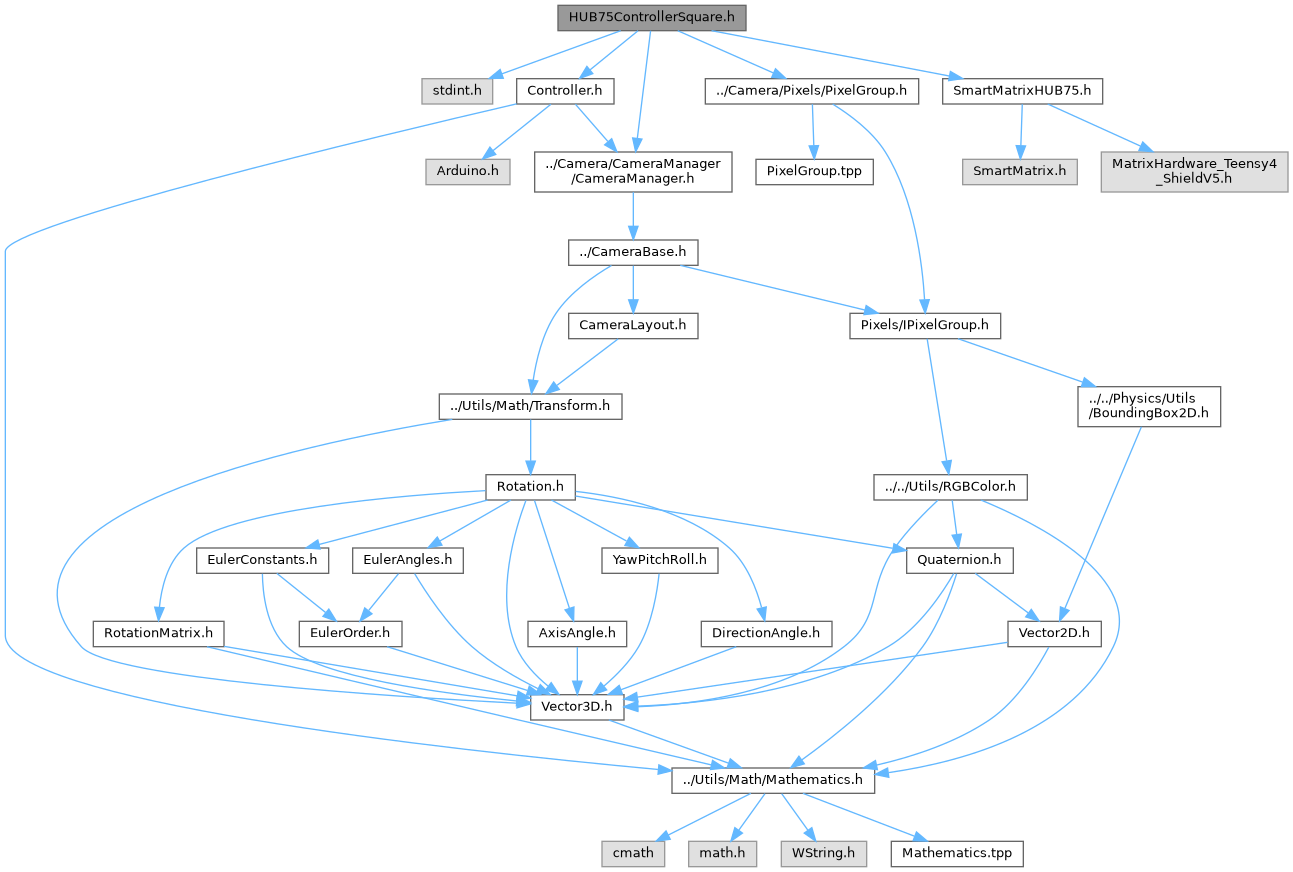 HUB75ControllerSquare.h
stdint.h
Controller.h
../Camera/Pixels/PixelGroup.h
SmartMatrixHUB75.h
Arduino.h
../Camera/CameraManager
/CameraManager.h
PixelGroup.tpp
SmartMatrix.h
MatrixHardware_Teensy4
_ShieldV5.h
../CameraBase.h
CameraLayout.h
Pixels/IPixelGroup.h
../Utils/Math/Transform.h
../../Physics/Utils
/BoundingBox2D.h
Rotation.h
../../Utils/RGBColor.h
EulerConstants.h
EulerAngles.h
YawPitchRoll.h
Quaternion.h
RotationMatrix.h
EulerOrder.h
AxisAngle.h
DirectionAngle.h
Vector2D.h
Vector3D.h
../Utils/Math/Mathematics.h
cmath
math.h
WString.h
Mathematics.tpp